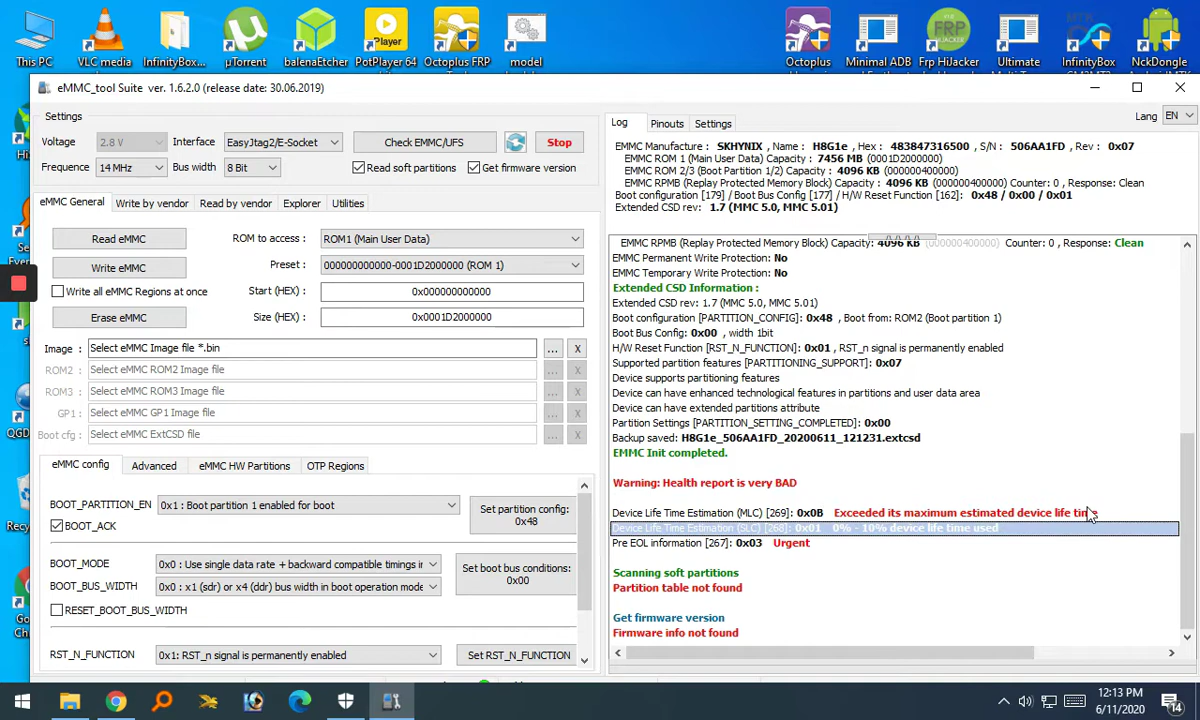 This PC
VLC media
InfinityBox...
µTorrent
balenaEtcher
Player
PotPlayer 64
Octoplus FRP
model
Octoplus
Minimal ADB
FRP
Frp HiJacker
Ultimate
MTK
InfinityBox
NckDongle
eMMC_tool Suite ver. 1.6.2.0 (release date: 30.06.2019)
Settings
Voltage 2.8 V Interface EasyJtag2/E-Socket Check EMMC/UFS Stop
Frequency 14 MHz Bus width 8 Bit Read soft partitions Get firmware version
eMMC General Write by vendor Read by vendor Explorer Utilities
Read eMMC ROM to access : ROM1 (Main User Data)
Write eMMC Preset : 000000000000-0001D2000000 (ROM 1)
Write all eMMC Regions at once Start (HEX) : 0x000000000000
Erase eMMC Size (HEX) : 0x0001D2000000
Image : Select eMMC Image file *.bin ... X
ROM2 : Select eMMC ROM2 Image file ... X
ROM3 : Select eMMC ROM3 Image file ... X
GP1 : Select eMMC GP1 Image file ... X
Boot cfg : Select eMMC ExtCSD file ... X
eMMC config Advanced eMMC HW Partitions OTP Regions
BOOT_PARTITION_EN 0x1 : Boot partition 1 enabled for boot
BOOT_ACK
Set partition config:
0x48
BOOT_MODE 0x0 : Use single data rate + backward compatible timings i
BOOT_BUS_WIDTH 0x0 : x1 (sdr) or x4 (ddr) bus width in boot operation mode
Set boot bus conditions:
0x00
RESET_BOOT_BUS_WIDTH
RST_N_FUNCTION 0x1: RST_n signal is permanently enabled Set RST_N_FUNCTION
Log Pinouts Settings Lang EN
EMMC Manufacture : SKHYNIX , Name : H8G1e , Hex : 483847316500 , S/N : 506AA1FD , Rev : 0x07
EMMC ROM 1 (Main User Data) Capacity : 7456 MB (0001D2000000)
EMMC ROM 2/3 (Boot Partition 1/2) Capacity : 4096 KB (000000400000)
EMMC RPMB (Replay Protected Memory Block) Capacity : 4096 KB (000000400000) Counter: 0 , Response: Clean
Boot configuration [179] / Boot Bus Config [177] / H/W Reset Function [162]: 0x48 / 0x00 / 0x01
Extended CSD rev: 1.7 (MMC 5.0, MMC 5.01)
EMMC RPMB (Replay Protected Memory Block) Capacity: 4096 KB (000000400000) Counter: 0 , Response: Clean
EMMC Permanent Write Protection: No
EMMC Temporary Write Protection: No
Extended CSD Information :
Extended CSD rev: 1.7 (MMC 5.0, MMC 5.01)
Boot configuration [PARTITION_CONFIG]: 0x48 , Boot from: ROM2 (Boot partition 1)
Boot Bus Config: 0x00 , width 1bit
H/W Reset Function [RST_N_FUNCTION]: 0x01 , RST_n signal is permanently enabled
Supported partition features [PARTITIONING_SUPPORT]: 0x07
Device supports partitioning features
Device can have enhanced technological features in partitions and user data area
Device can have extended partitions attribute
Partition Settings [PARTITION_SETTING_COMPLETED]: 0x00
Backup saved: H8G1e_506AA1FD_20200611_121231.extcsd
EMMC Init completed.
Warning: Health report is very BAD
Device Life Time Estimation (MLC) [269]: 0x0B Exceeded its maximum estimated device life time
Device Life Time Estimation (SLC) [268]: 0x01 0% - 10% device life time used
Pre EOL information [267]: 0x03 Urgent
Scanning soft partitions
Partition table not found
Get firmware version
Firmware info not found
12:13 PM
6/11/2020
14